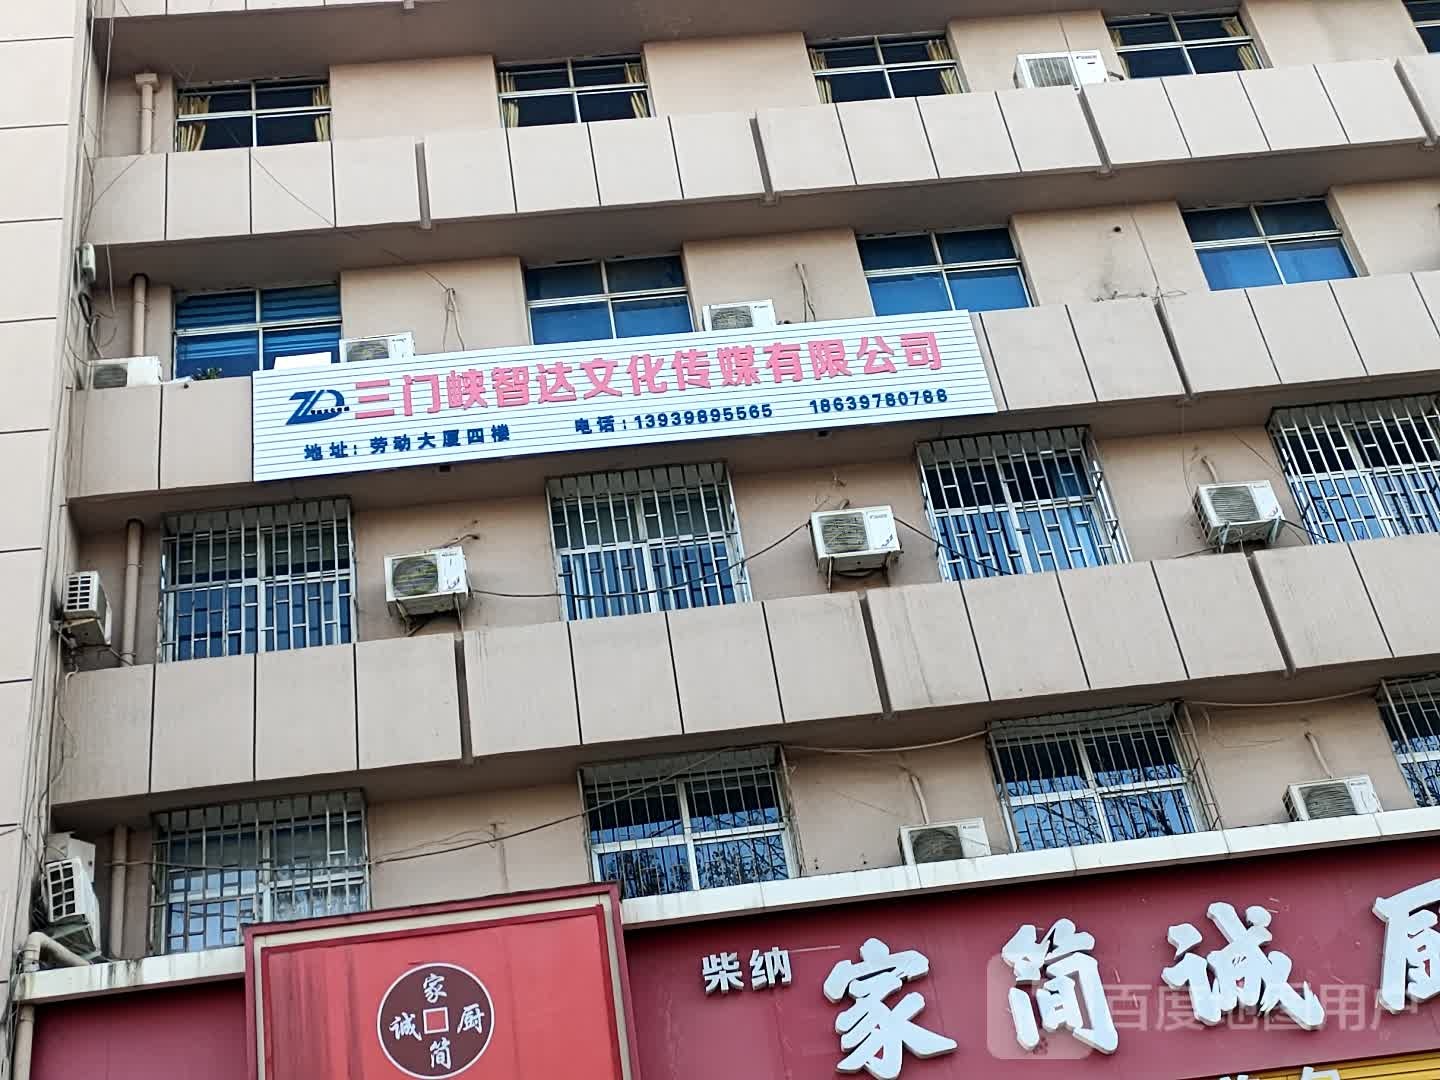 ZD 三门峡智达文化传媒有限公司
地址：劳动大厦四楼 电话：13939895565 18639780788
柴纳 家简诚厨
家
诚 厨
简
百度地图用户